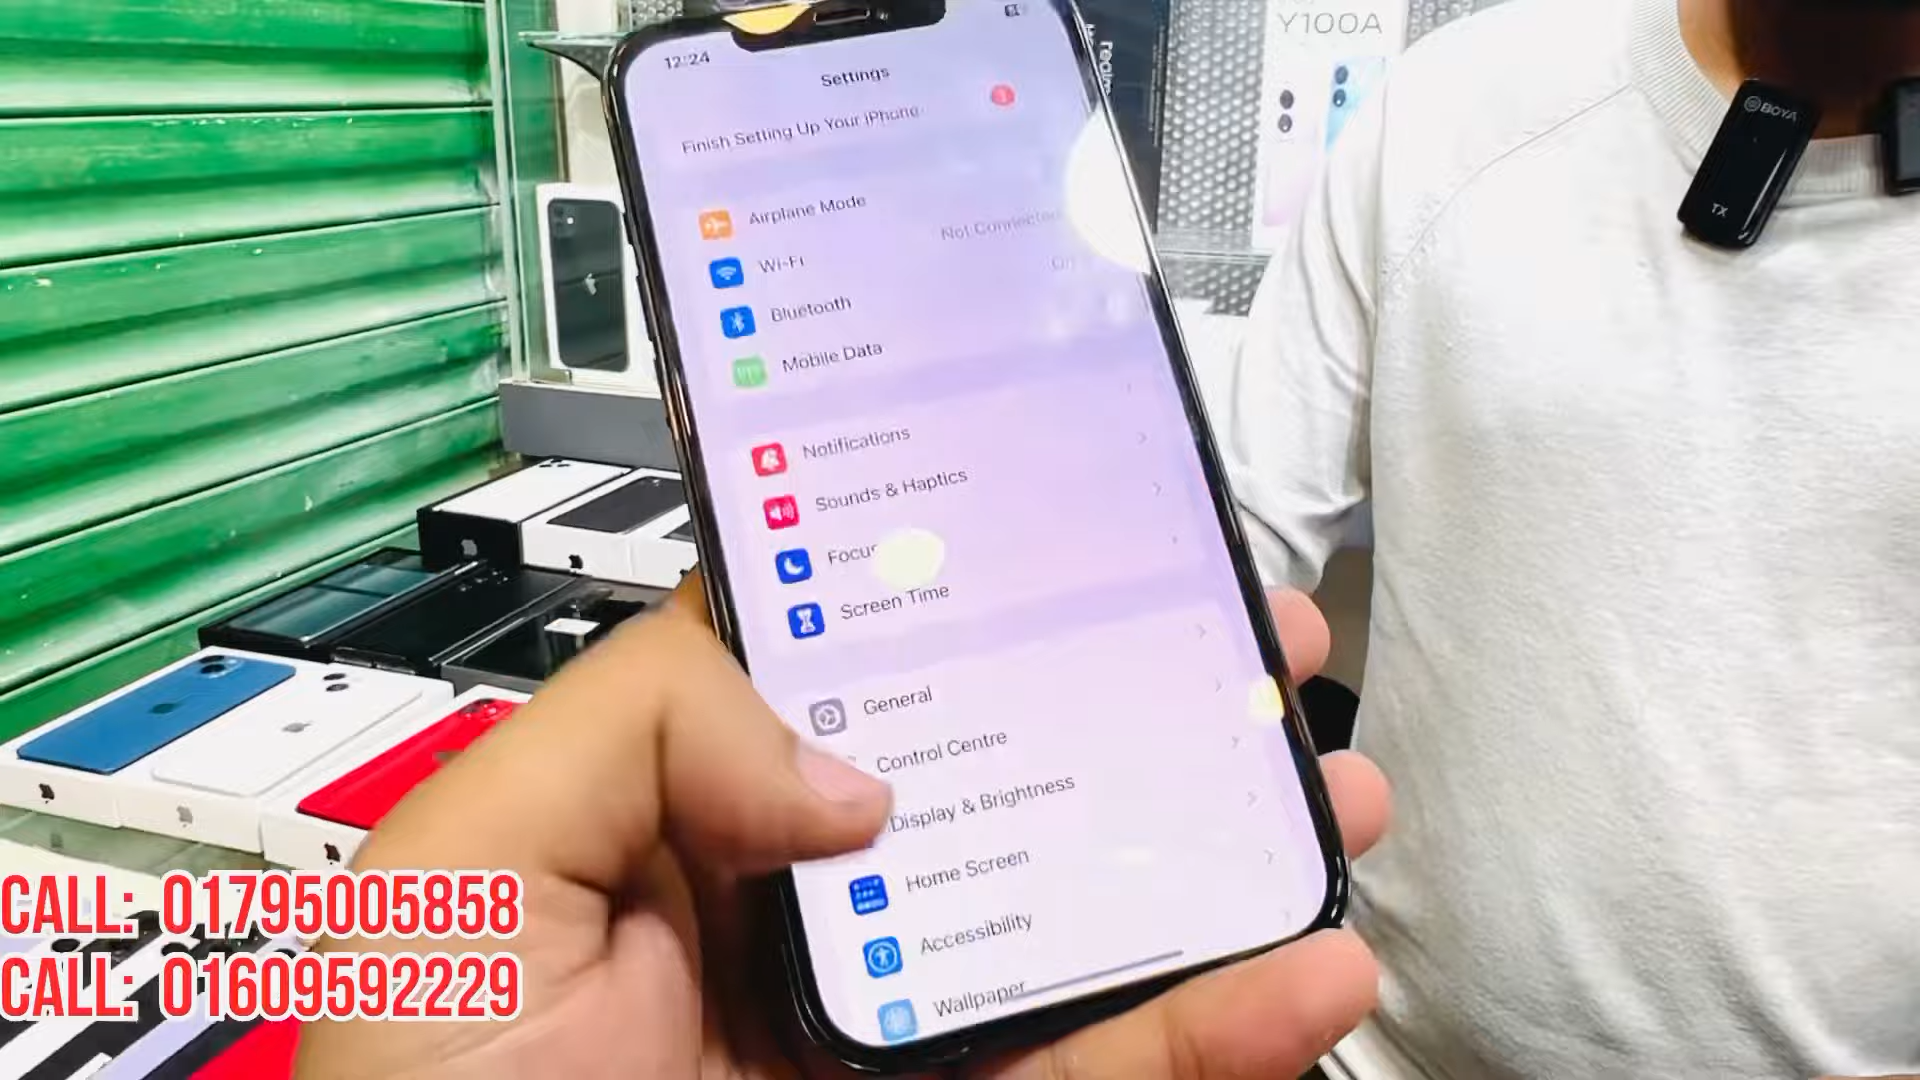 12:24
Settings
Finish Setting Up Your iPhone
Airplane Mode
Wi-Fi
Not Connected
Bluetooth
On
Mobile Data
Notifications
Sounds & Haptics
Focus
Screen Time
General
Control Centre
Display & Brightness
Home Screen
Accessibility
Wallpaper
realme
Y100A
BOYA
TX
CALL: 01795005858
CALL: 01609592229